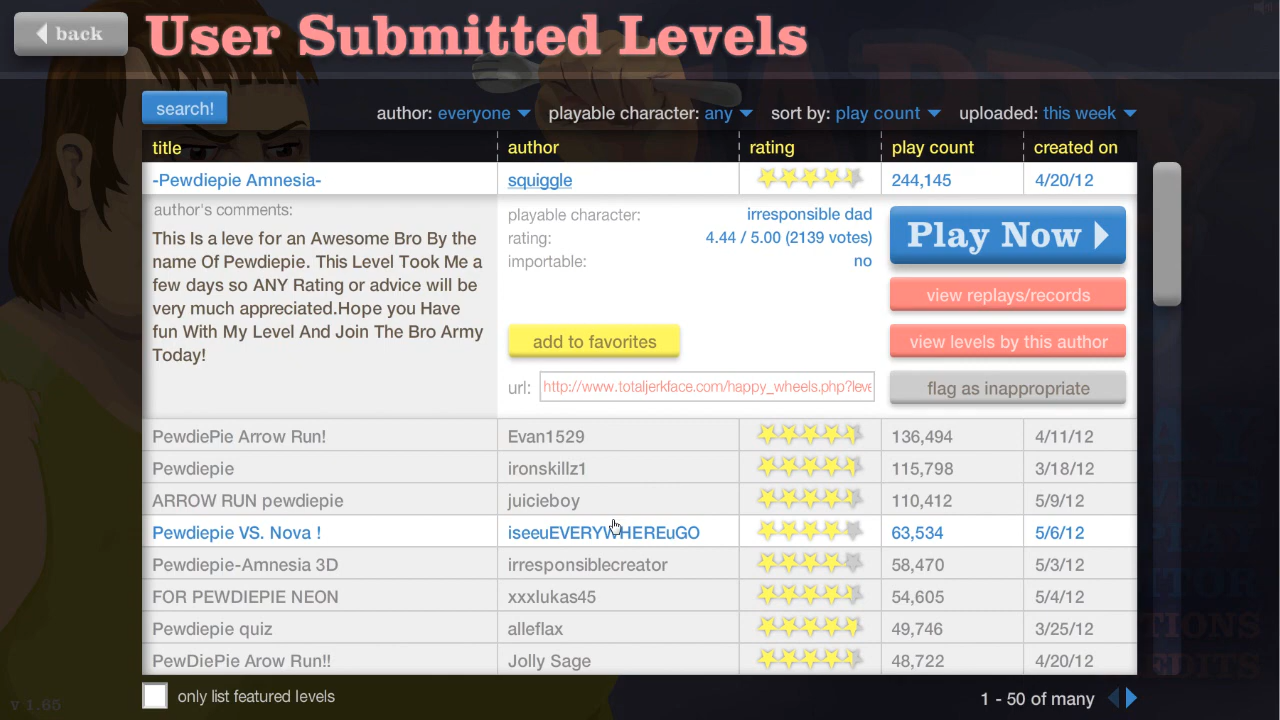 back
User Submitted Levels
search!
author: everyone playable character: any sort by: play count uploaded: this week
title author rating play count created on
-Pewdiepie Amnesia- squiggle 244,145 4/20/12
author's comments:
This Is a leve for an Awesome Bro By the
name Of Pewdiepie. This Level Took Me a
few days so ANY Rating or advice will be
very much appreciated.Hope you Have
fun With My Level And Join The Bro Army
Today!
playable character: irresponsible dad
rating: 4.44 / 5.00 (2139 votes)
importable: no
add to favorites
url: http://www.totaljerkface.com/happy_wheels.php?leve
Play Now
view replays/records
view levels by this author
flag as inappropriate
PewdiePie Arrow Run! Evan1529 136,494 4/11/12
Pewdiepie ironskillz1 115,798 3/18/12
ARROW RUN pewdiepie juicieboy 110,412 5/9/12
Pewdiepie VS. Nova ! iseeuEVERYWHEREuGO 63,534 5/6/12
Pewdiepie-Amnesia 3D irresponsiblecreator 58,470 5/3/12
FOR PEWDIEPIE NEON xxxlukas45 54,605 5/4/12
Pewdiepie quiz alleflax 49,746 3/25/12
PewDiePie Arow Run!! Jolly Sage 48,722 4/20/12
only list featured levels
1 - 50 of many
v 1.65